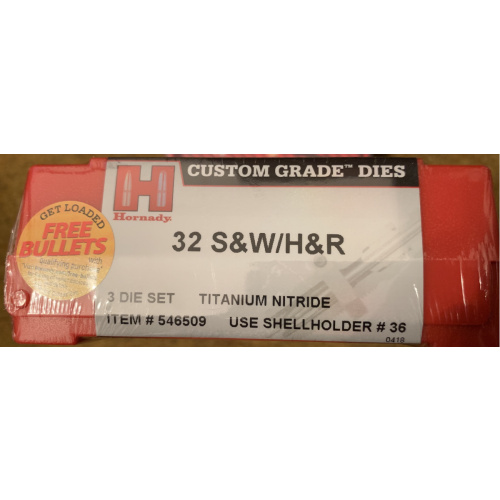 CUSTOM GRADE™ DIES
H
Hornady
GET LOADED
FREE
BULLETS
32 S&W/H&R
3 DIE SET TITANIUM NITRIDE
ITEM # 546509 USE SHELLHOLDER # 36
0418